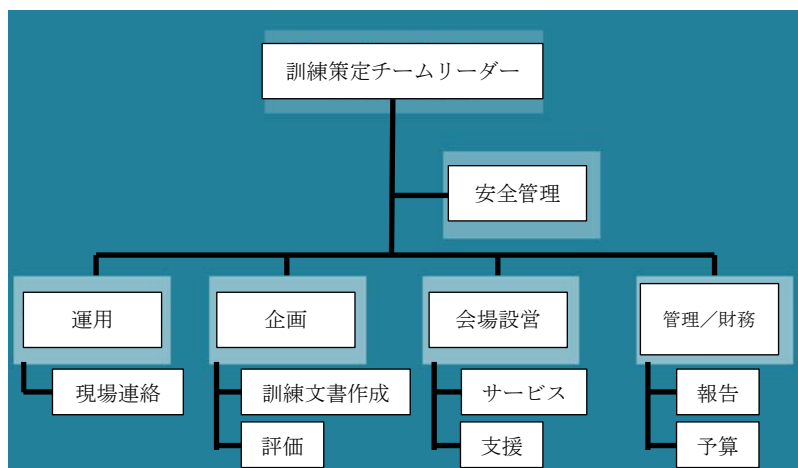 訓練策定チームリーダー
安全管理
運用
企画
会場設営
管理／財務
現場連絡
訓練文書作成
サービス
報告
評価
支援
予算